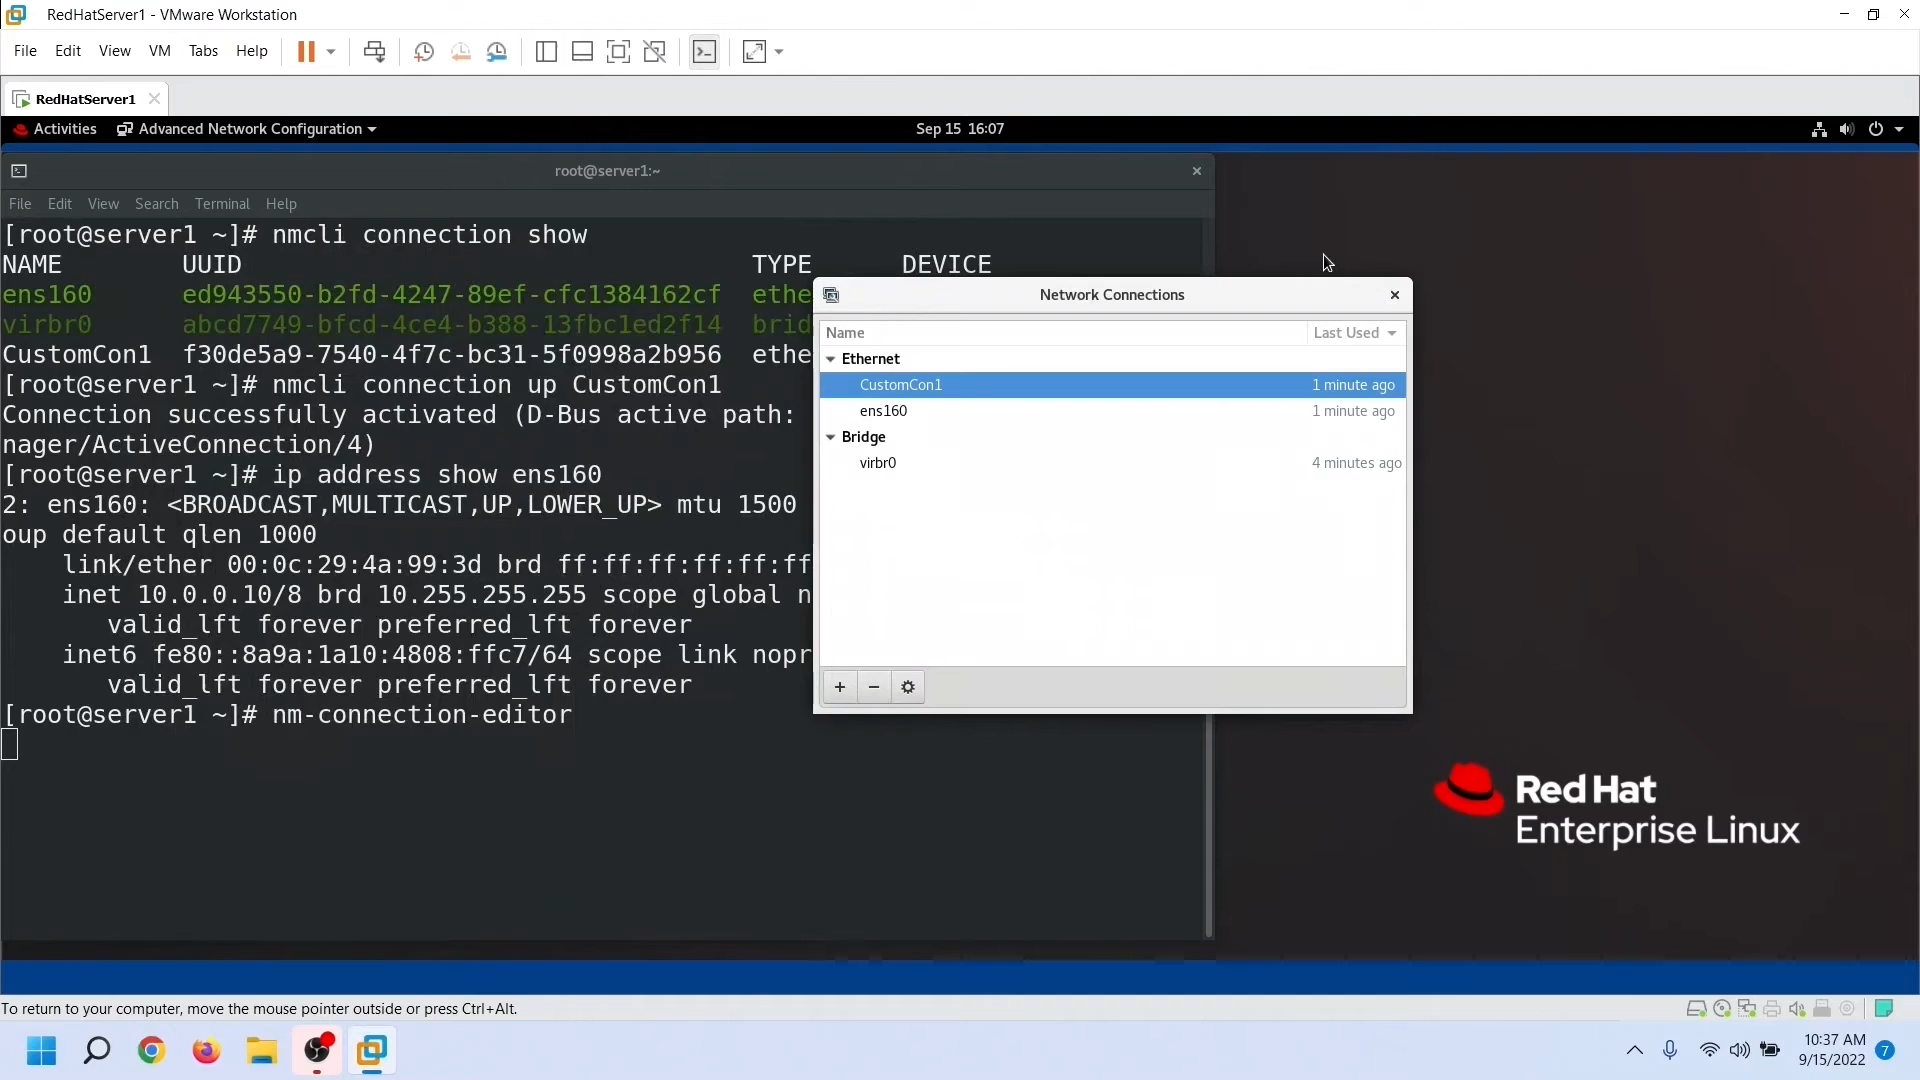 RedHatServer1 - VMware Workstation
File Edit View VM Tabs Help
RedHatServer1
Activities Advanced Network Configuration Sep 15 16:07
root@server1:~
File Edit View Search Terminal Help
[root@server1 ~]# nmcli connection show
NAME UUID TYPE DEVICE
ens160 ed943550-b2fd-4247-89ef-cfc1384162cf ethe
virbr0 abcd7749-bfcd-4ce4-b388-13fbc1ed2f14 brid
CustomCon1 f30de5a9-7540-4f7c-bc31-5f0998a2b956 ethe
[root@server1 ~]# nmcli connection up CustomCon1
Connection successfully activated (D-Bus active path:
nager/ActiveConnection/4)
[root@server1 ~]# ip address show ens160
2: ens160: <BROADCAST,MULTICAST,UP,LOWER_UP> mtu 1500
oup default qlen 1000
link/ether 00:0c:29:4a:99:3d brd ff:ff:ff:ff:ff:ff
inet 10.0.0.10/8 brd 10.255.255.255 scope global n
valid_lft forever preferred_lft forever
inet6 fe80::8a9a:1a10:4808:ffc7/64 scope link nopr
valid_lft forever preferred_lft forever
[root@server1 ~]# nm-connection-editor
Network Connections
Name Last Used
Ethernet
CustomCon1 1 minute ago
ens160 1 minute ago
Bridge
virbr0 4 minutes ago
Red Hat
Enterprise Linux
To return to your computer, move the mouse pointer outside or press Ctrl+Alt.
10:37 AM
9/15/2022
7